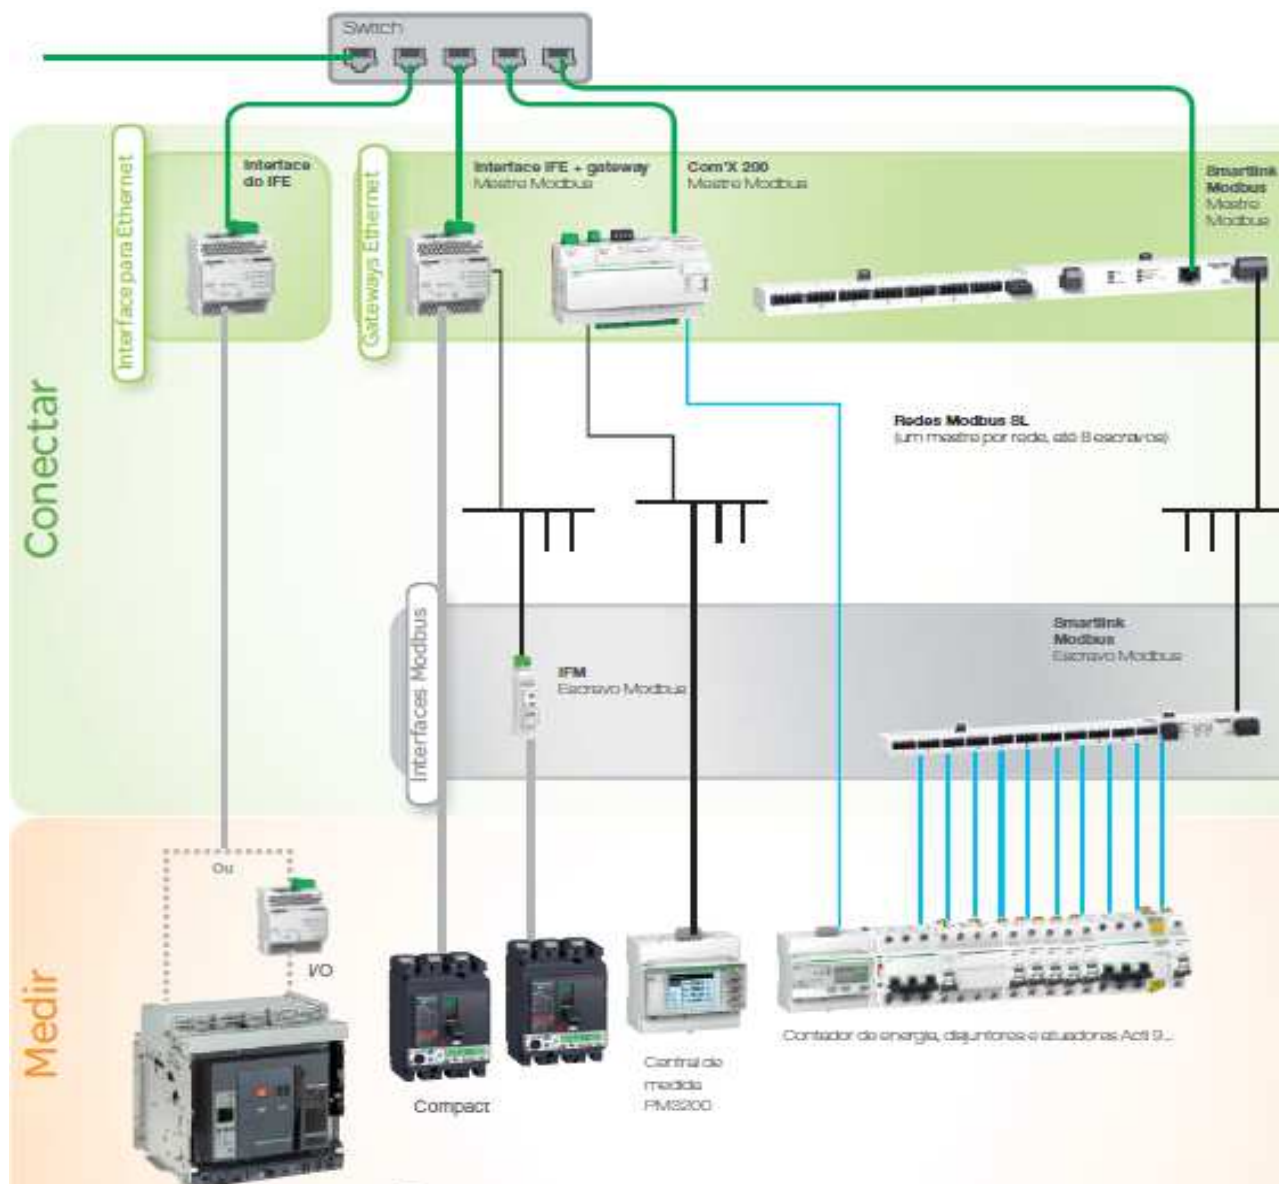 Switch
Interface para Ethernet
Interface
do IFE
Gateways Ethernet
Interface IFE + gateway
Mestre Modbus
Com'X 200
Mestre Modbus
Smartlink
Modbus
Mestre
Modbus
Conectar
Redes Modbus SL
(um mestre por rede, até 8 escravos)
Interfaces Modbus
IFM
Escravo Modbus
Smartlink
Modbus
Escravo Modbus
Medir
Ou
I/O
Compact
Central de
medida
PM3200
Contador de energia, disjuntores e atuadores Acti 9...